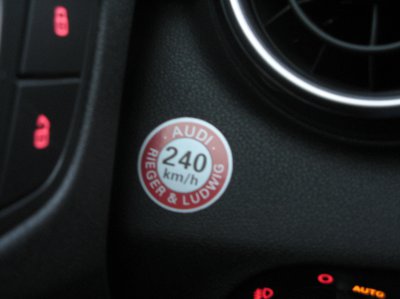 · AUDI ·
240
km/h
RIEGER & LUDWIG
AUTO